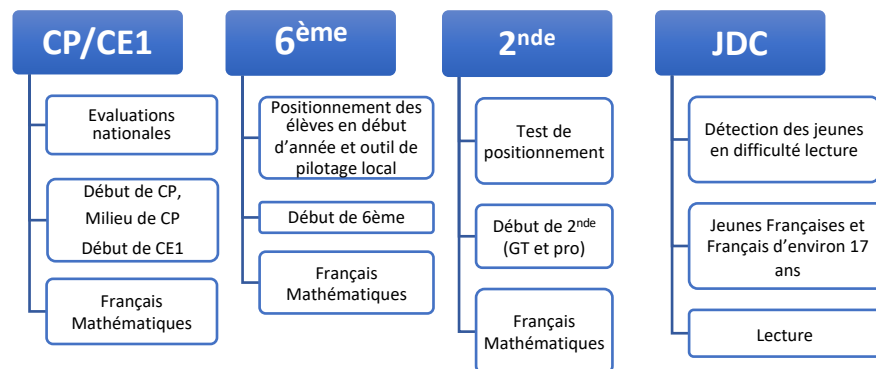 CP/CE1
Evaluations
nationales
Début de CP,
Milieu de CP
Début de CE1
Français
Mathématiques
6ème
Positionnement des
élèves en début
d’année et outil de
pilotage local
Début de 6ème
Français
Mathématiques
2nde
Test de
positionnement
Début de 2nde
(GT et pro)
Français
Mathématiques
JDC
Détection des jeunes
en difficulté lecture
Jeunes Françaises et
Français d’environ 17
ans
Lecture